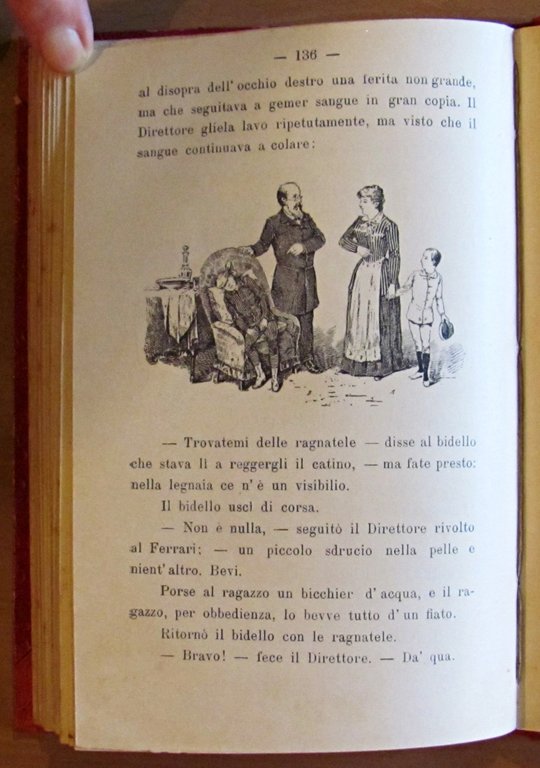 — 136 —
al disopra dell' occhio destro una ferita non grande,
ma che seguitava a gemer sangue in gran copia. Il
Direttore gliela lavò ripetutamente, ma visto che il
sangue continuava a colare:
— Trovatemi delle ragnatele — disse al bidello
che stava lì a reggergli il catino, — ma fate presto:
nella legnaia ce n' è un visibilio.
Il bidello uscì di corsa.
— Non è nulla, — seguitò il Direttore rivolto
al Ferrari: — un piccolo sdrucio nella pelle e
nient' altro. Bevi.
Porse al ragazzo un bicchier d' acqua, e il ra-
gazzo, per obbedienza, lo bevve tutto d' un fiato.
Ritornò il bidello con le ragnatele.
— Bravo! — fece il Direttore. — Da' qua.